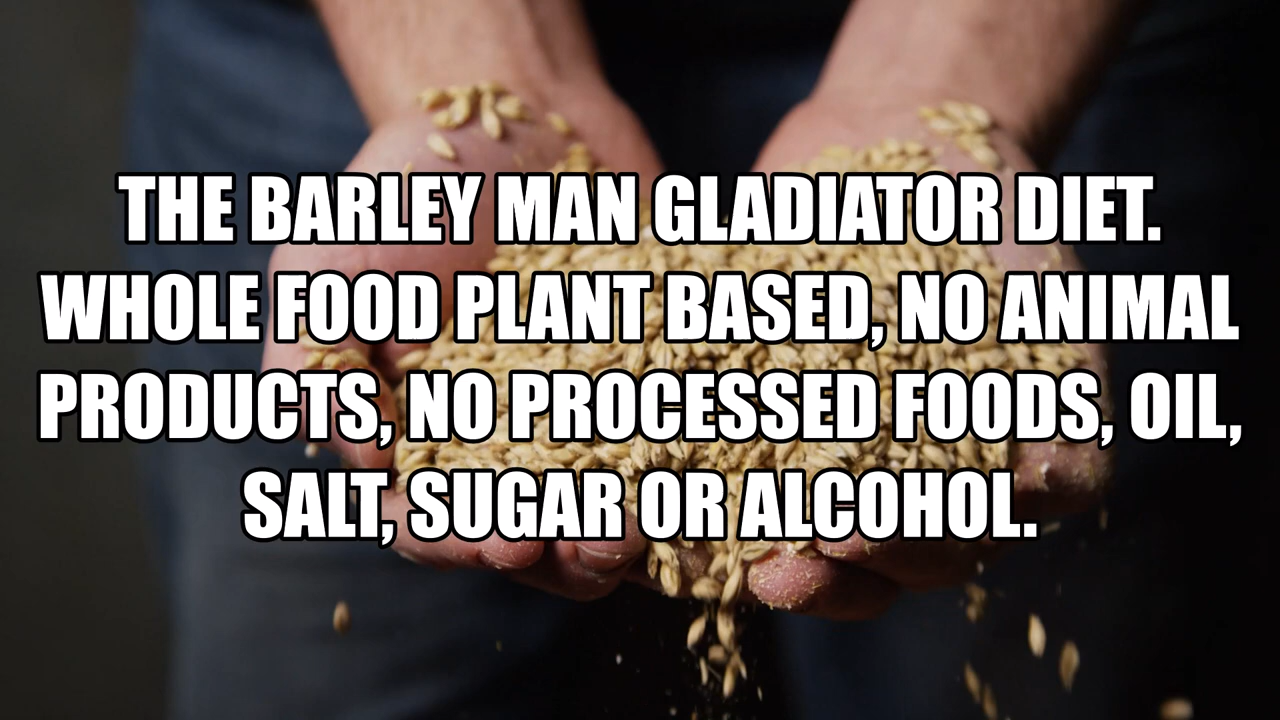 THE BARLEY MAN GLADIATOR DIET.
WHOLE FOOD PLANT BASED, NO ANIMAL
PRODUCTS, NO PROCESSED FOODS, OIL,
SALT, SUGAR OR ALCOHOL.